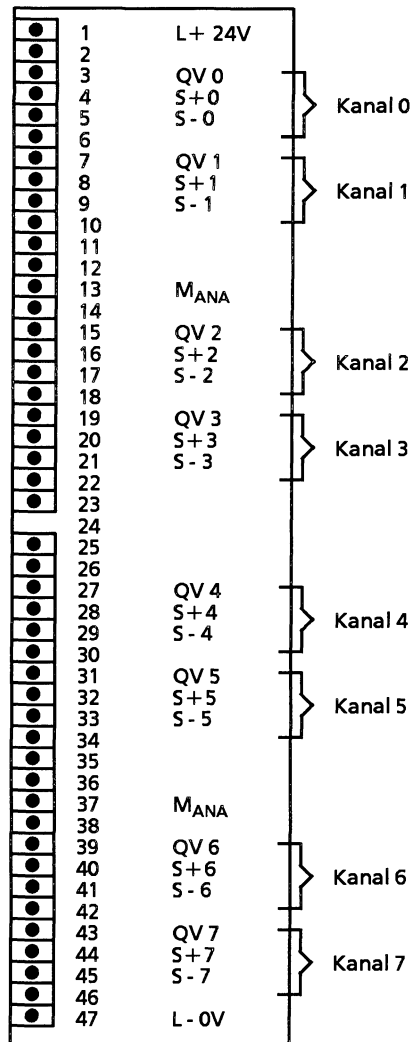 1 L+ 24V
2
3 QV 0
4 S+0 Kanal 0
5 S-0
6
7 QV 1
8 S+1 Kanal 1
9 S-1
10
11
12
13 MANA
14
15 QV 2
16 S+2 Kanal 2
17 S-2
18
19 QV 3
20 S+3 Kanal 3
21 S-3
22
23
24
25
26
27 QV 4
28 S+4 Kanal 4
29 S-4
30
31 QV 5
32 S+5 Kanal 5
33 S-5
34
35
36
37 MANA
38
39 QV 6
40 S+6 Kanal 6
41 S-6
42
43 QV 7
44 S+7 Kanal 7
45 S-7
46
47 L-0V